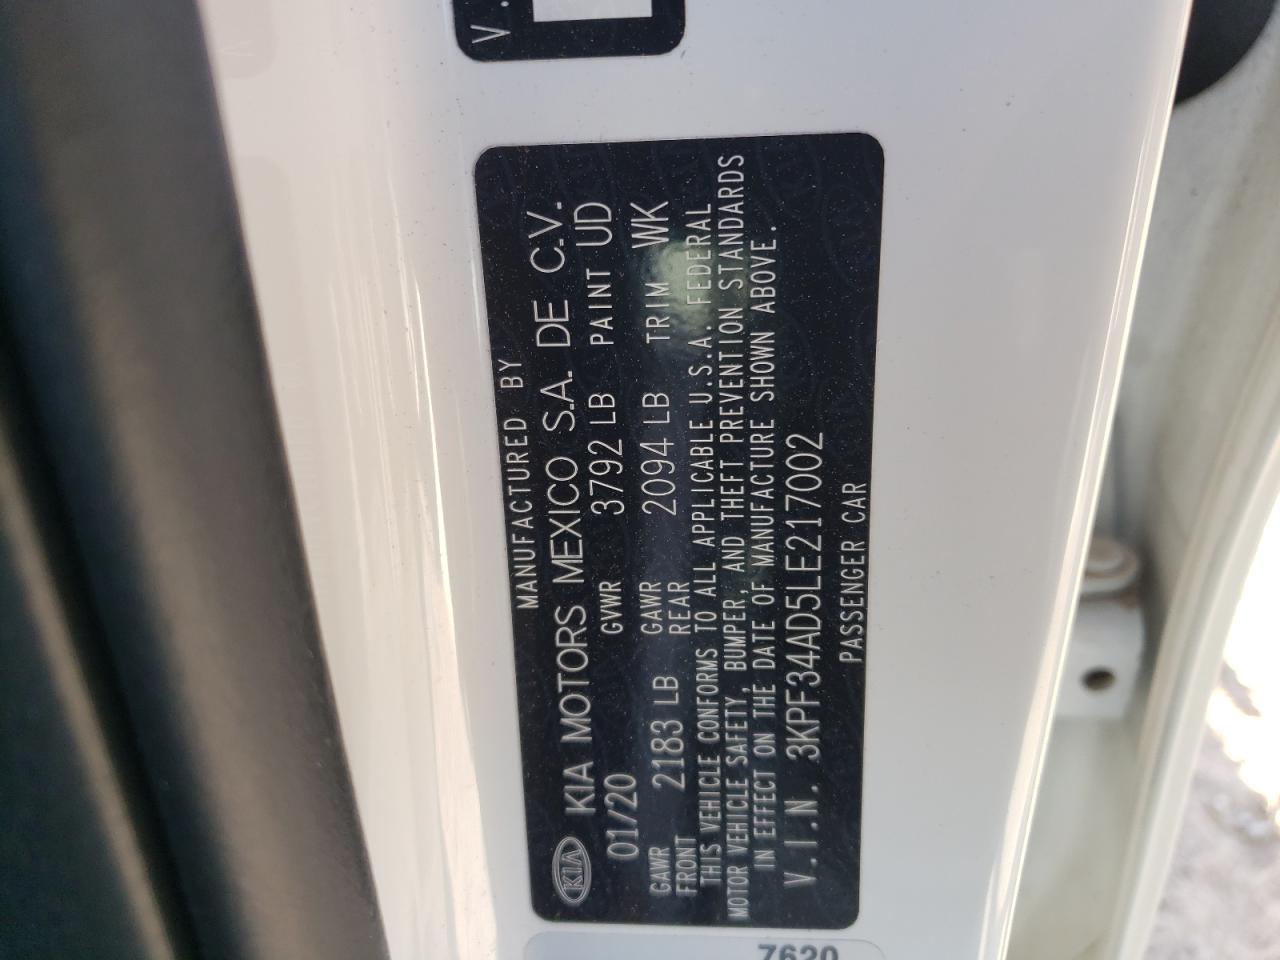 V.
MANUFACTURED BY
KIA KIA MOTORS MEXICO S.A. DE C.V.
01/20 GVWR 3792 LB PAINT UD
GAWR FRONT 2183 LB GAWR REAR 2094 LB TRIM WK
THIS VEHICLE CONFORMS TO ALL APPLICABLE U.S.A. FEDERAL
MOTOR VEHICLE SAFETY, BUMPER, AND THEFT PREVENTION STANDARDS
IN EFFECT ON THE DATE OF MANUFACTURE SHOWN ABOVE.
V.I.N. 3KPF34AD5LE217002
PASSENGER CAR
7620